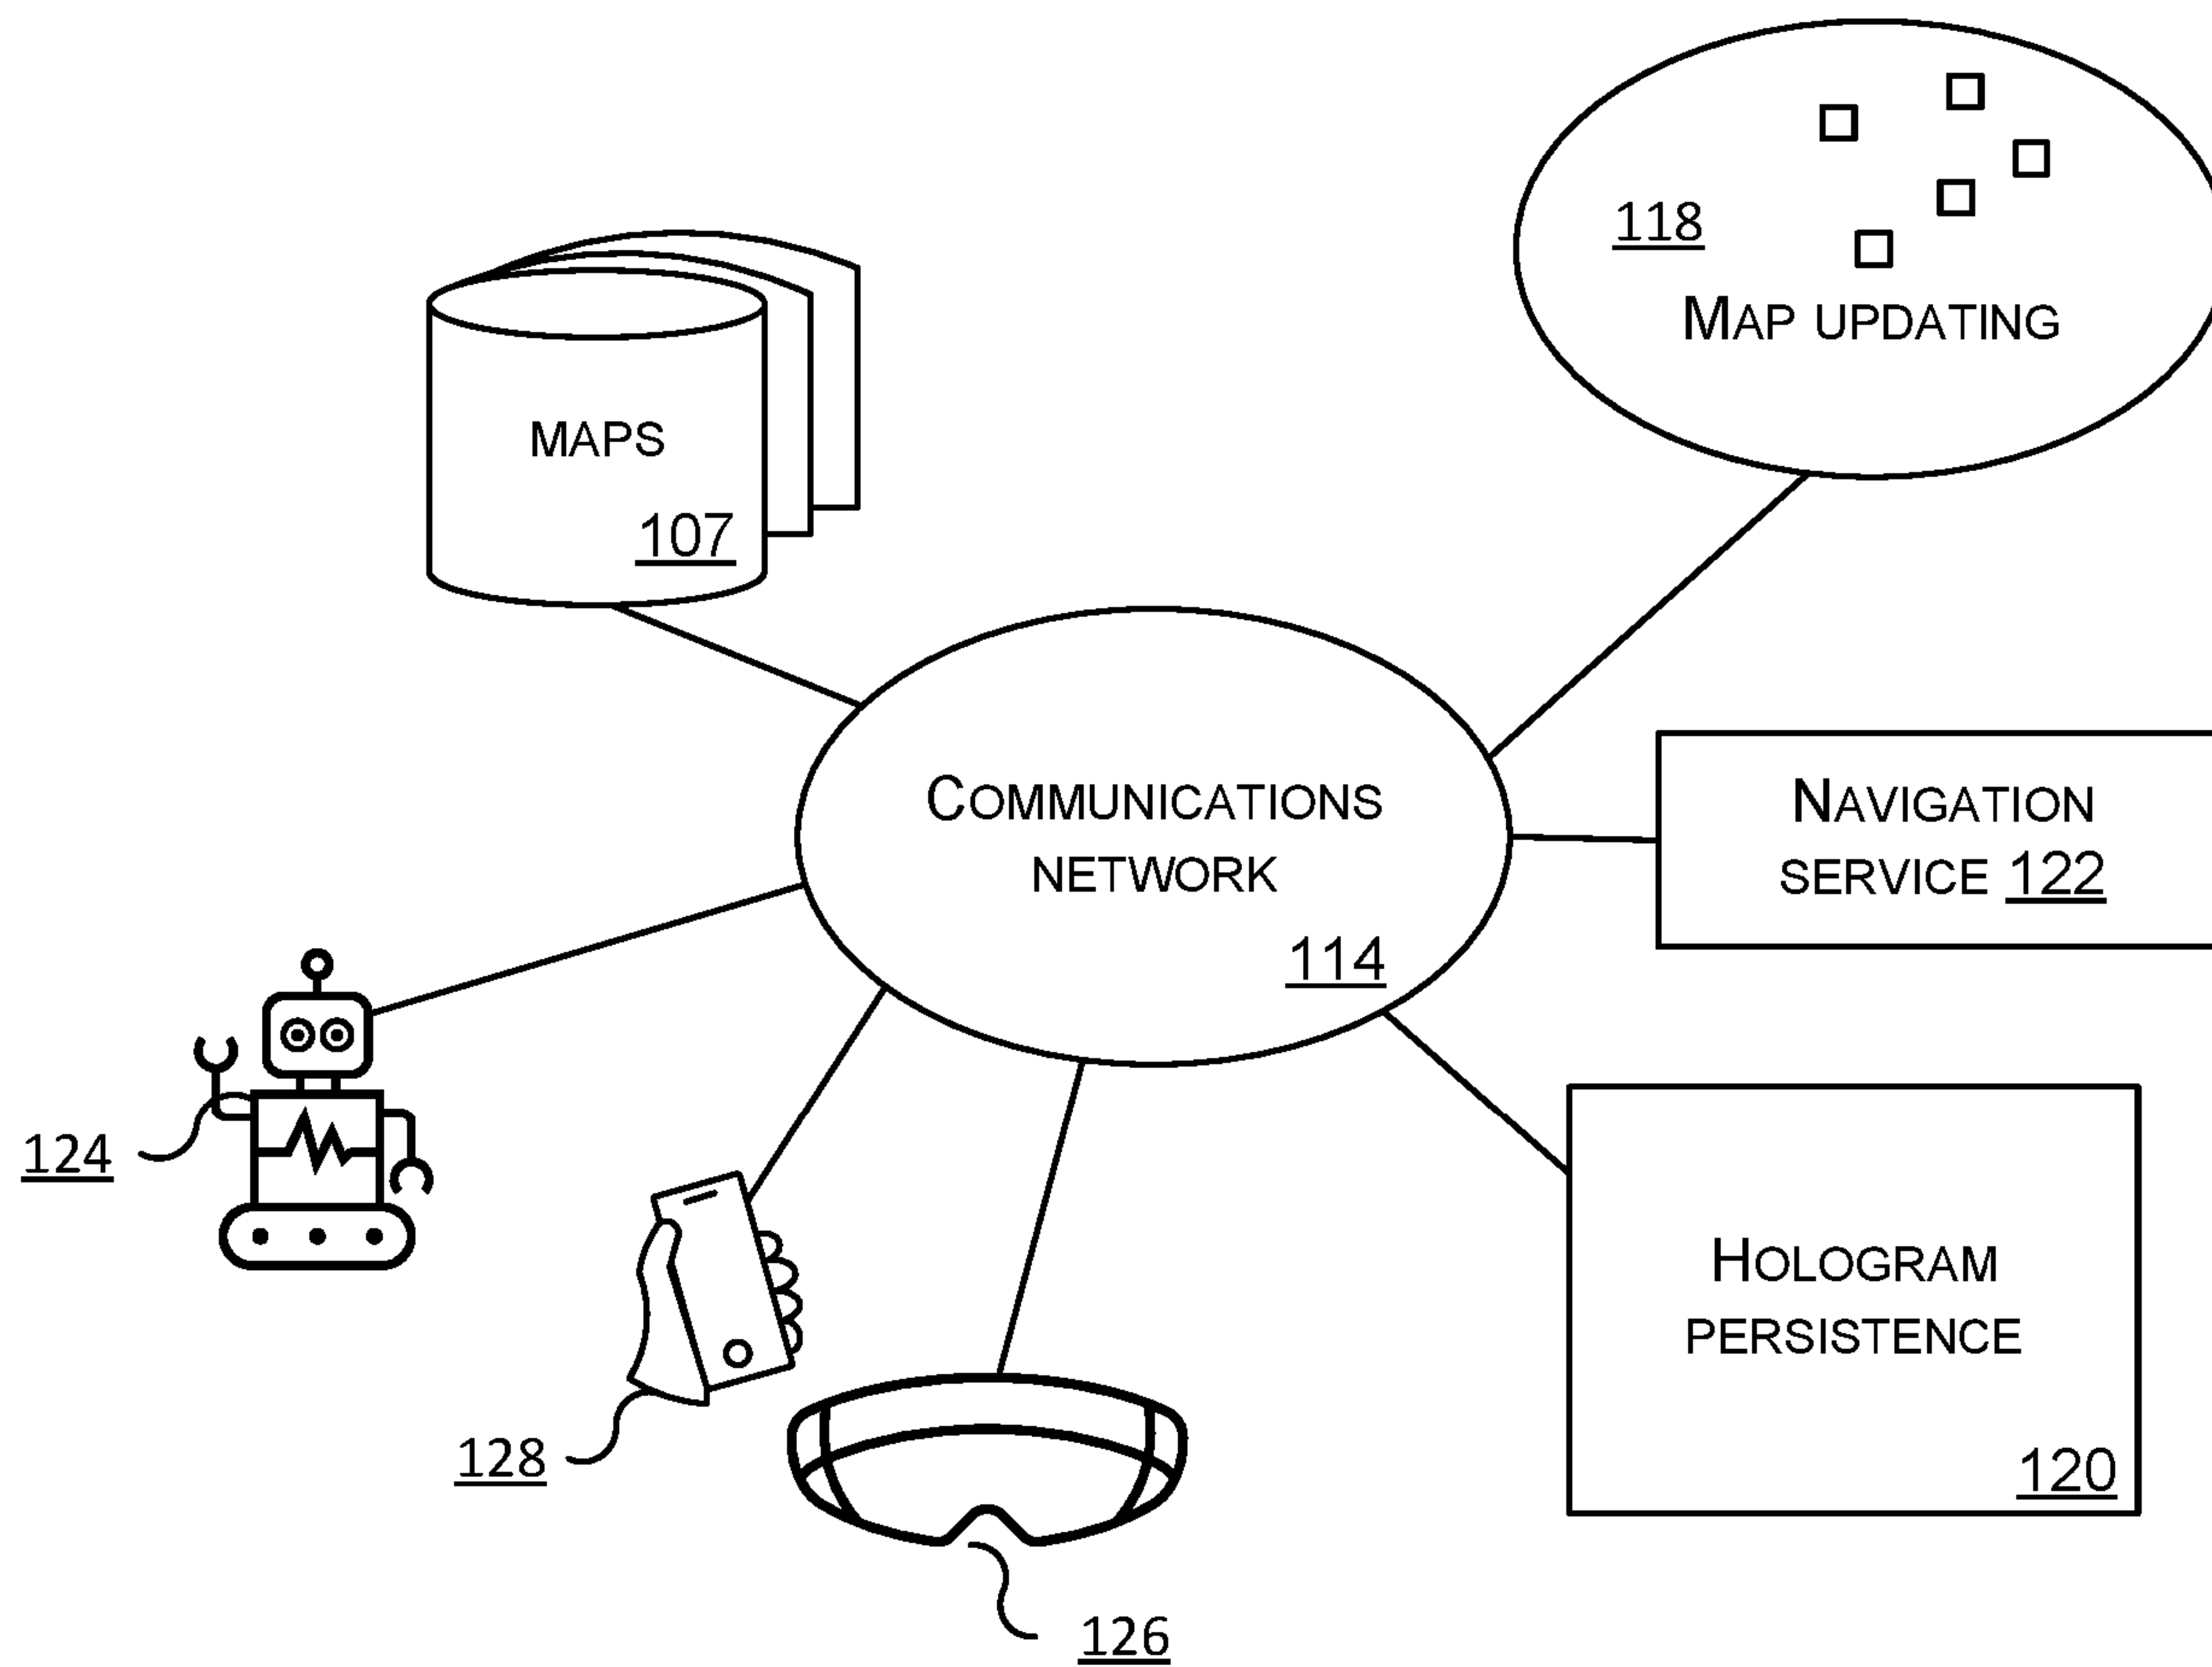 118
MAP UPDATING
MAPS
107
COMMUNICATIONS
NETWORK
114
NAVIGATION
SERVICE 122
124
HOLOGRAM
PERSISTENCE
120
128
126